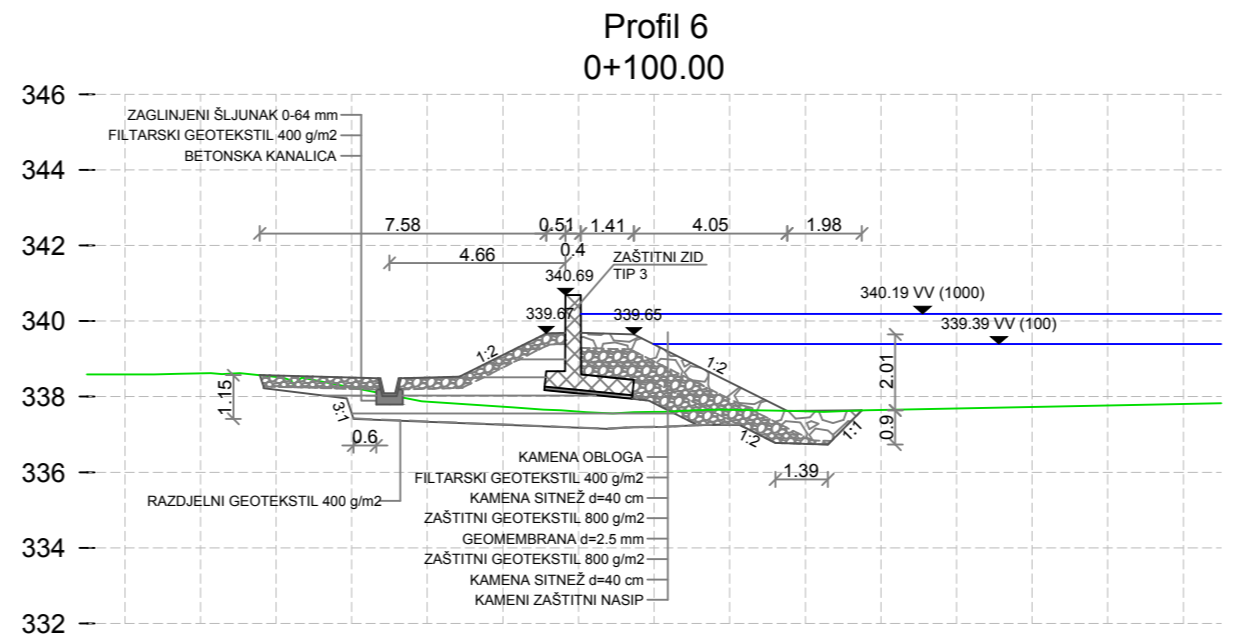 Profil 6
0+100.00
346
ZAGLINJENI ŠLJUNAK 0-64 mm
FILTARSKI GEOTEKSTIL 400 g/m2
BETONSKA KANALICA
344
342
7.58
0.51
1.41
4.05
1.98
4.66
0.4
ZAŠTITNI ZID
TIP 3
340.69
340.19 VV (1000)
340
339.67
339.65
339.39 VV (100)
1:2
1:2
2.01
338
1.15
3:1
0.6
1:2
1:1
0.9
336
KAMENA OBLOGA
FILTARSKI GEOTEKSTIL 400 g/m2
1.39
RAZDJELNI GEOTEKSTIL 400 g/m2
KAMENA SITNEŽ d=40 cm
ZAŠTITNI GEOTEKSTIL 800 g/m2
334
GEOMEMBRANA d=2.5 mm
ZAŠTITNI GEOTEKSTIL 800 g/m2
KAMENA SITNEŽ d=40 cm
KAMENI ZAŠTITNI NASIP
332